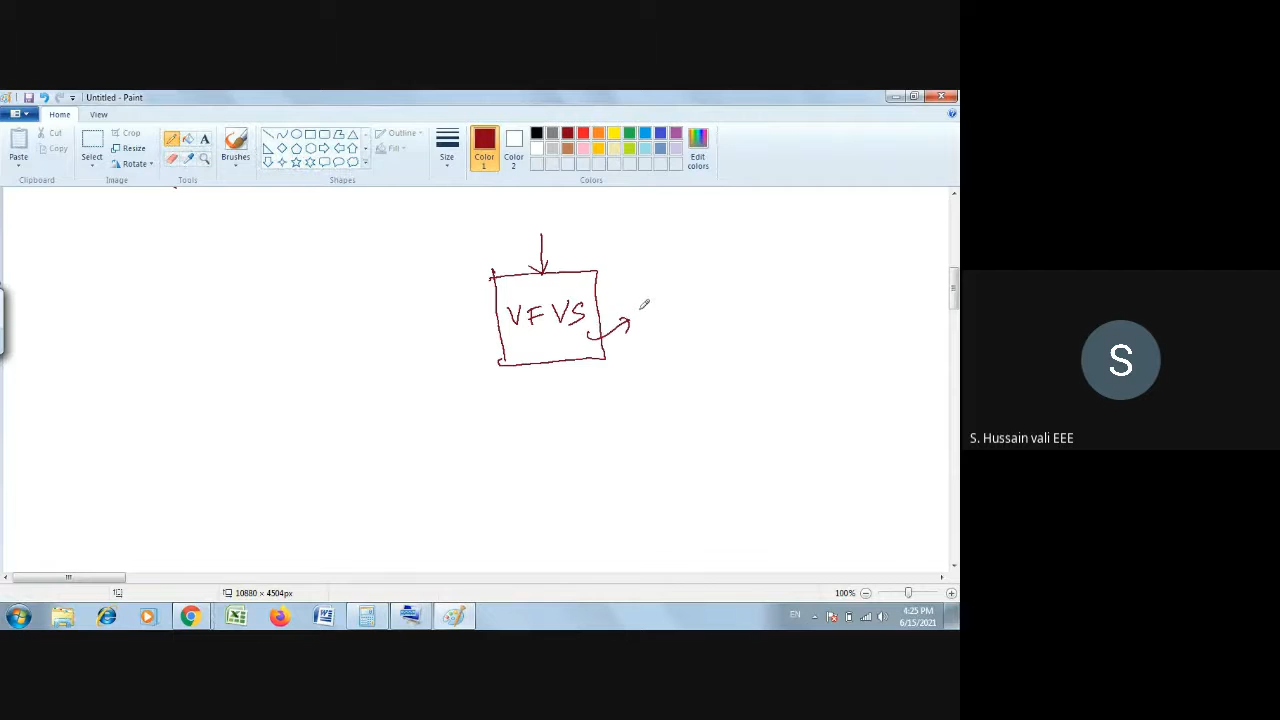 Untitled - Paint
Home
View
Paste
Cut
Copy
Clipboard
Select
Crop
Resize
Rotate
Image
A
Tools
Brushes
Outline
Fill
Shapes
Size
Color
1
Color
2
Edit
colors
Colors
VFVS
S
S. Hussain vali EEE
10880 × 4504px
100%
EN
4:25 PM
6/15/2021